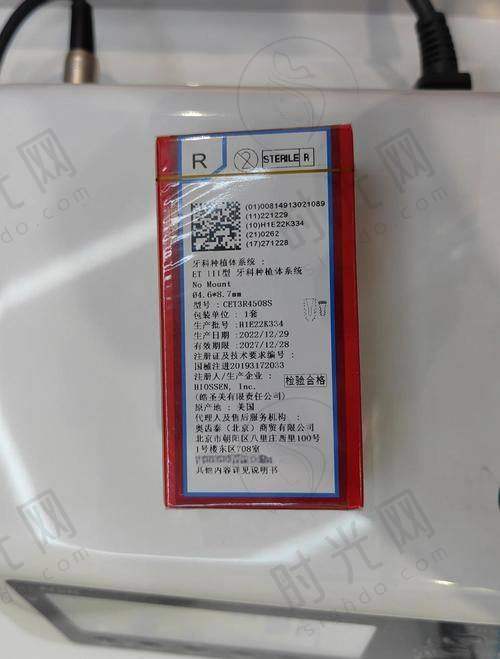 R
STERILE R
(01)00814913021089
(11)221229
(10)H1E22K334
(21)0262
(17)271228
牙科种植体系统：
ET III型 牙科种植体系统
No Mount
Ø4.6*8.7mm
型号：CET3R4508S
包装单位：1套
生产批号：H1E22K334
生产日期：2022/12/29
有效期限：2027/12/28
注册证及技术要求编号：
国械注进20193172033
注册人/生产企业：
检验合格
HIOSSEN, Inc.
(皓圣美有限责任公司)
原产地：美国
代理人及售后服务机构：
奥齿泰（北京）商贸有限公司
北京市朝阳区八里庄西里100号
1号楼东区708室
其他内容详见说明书
时光网